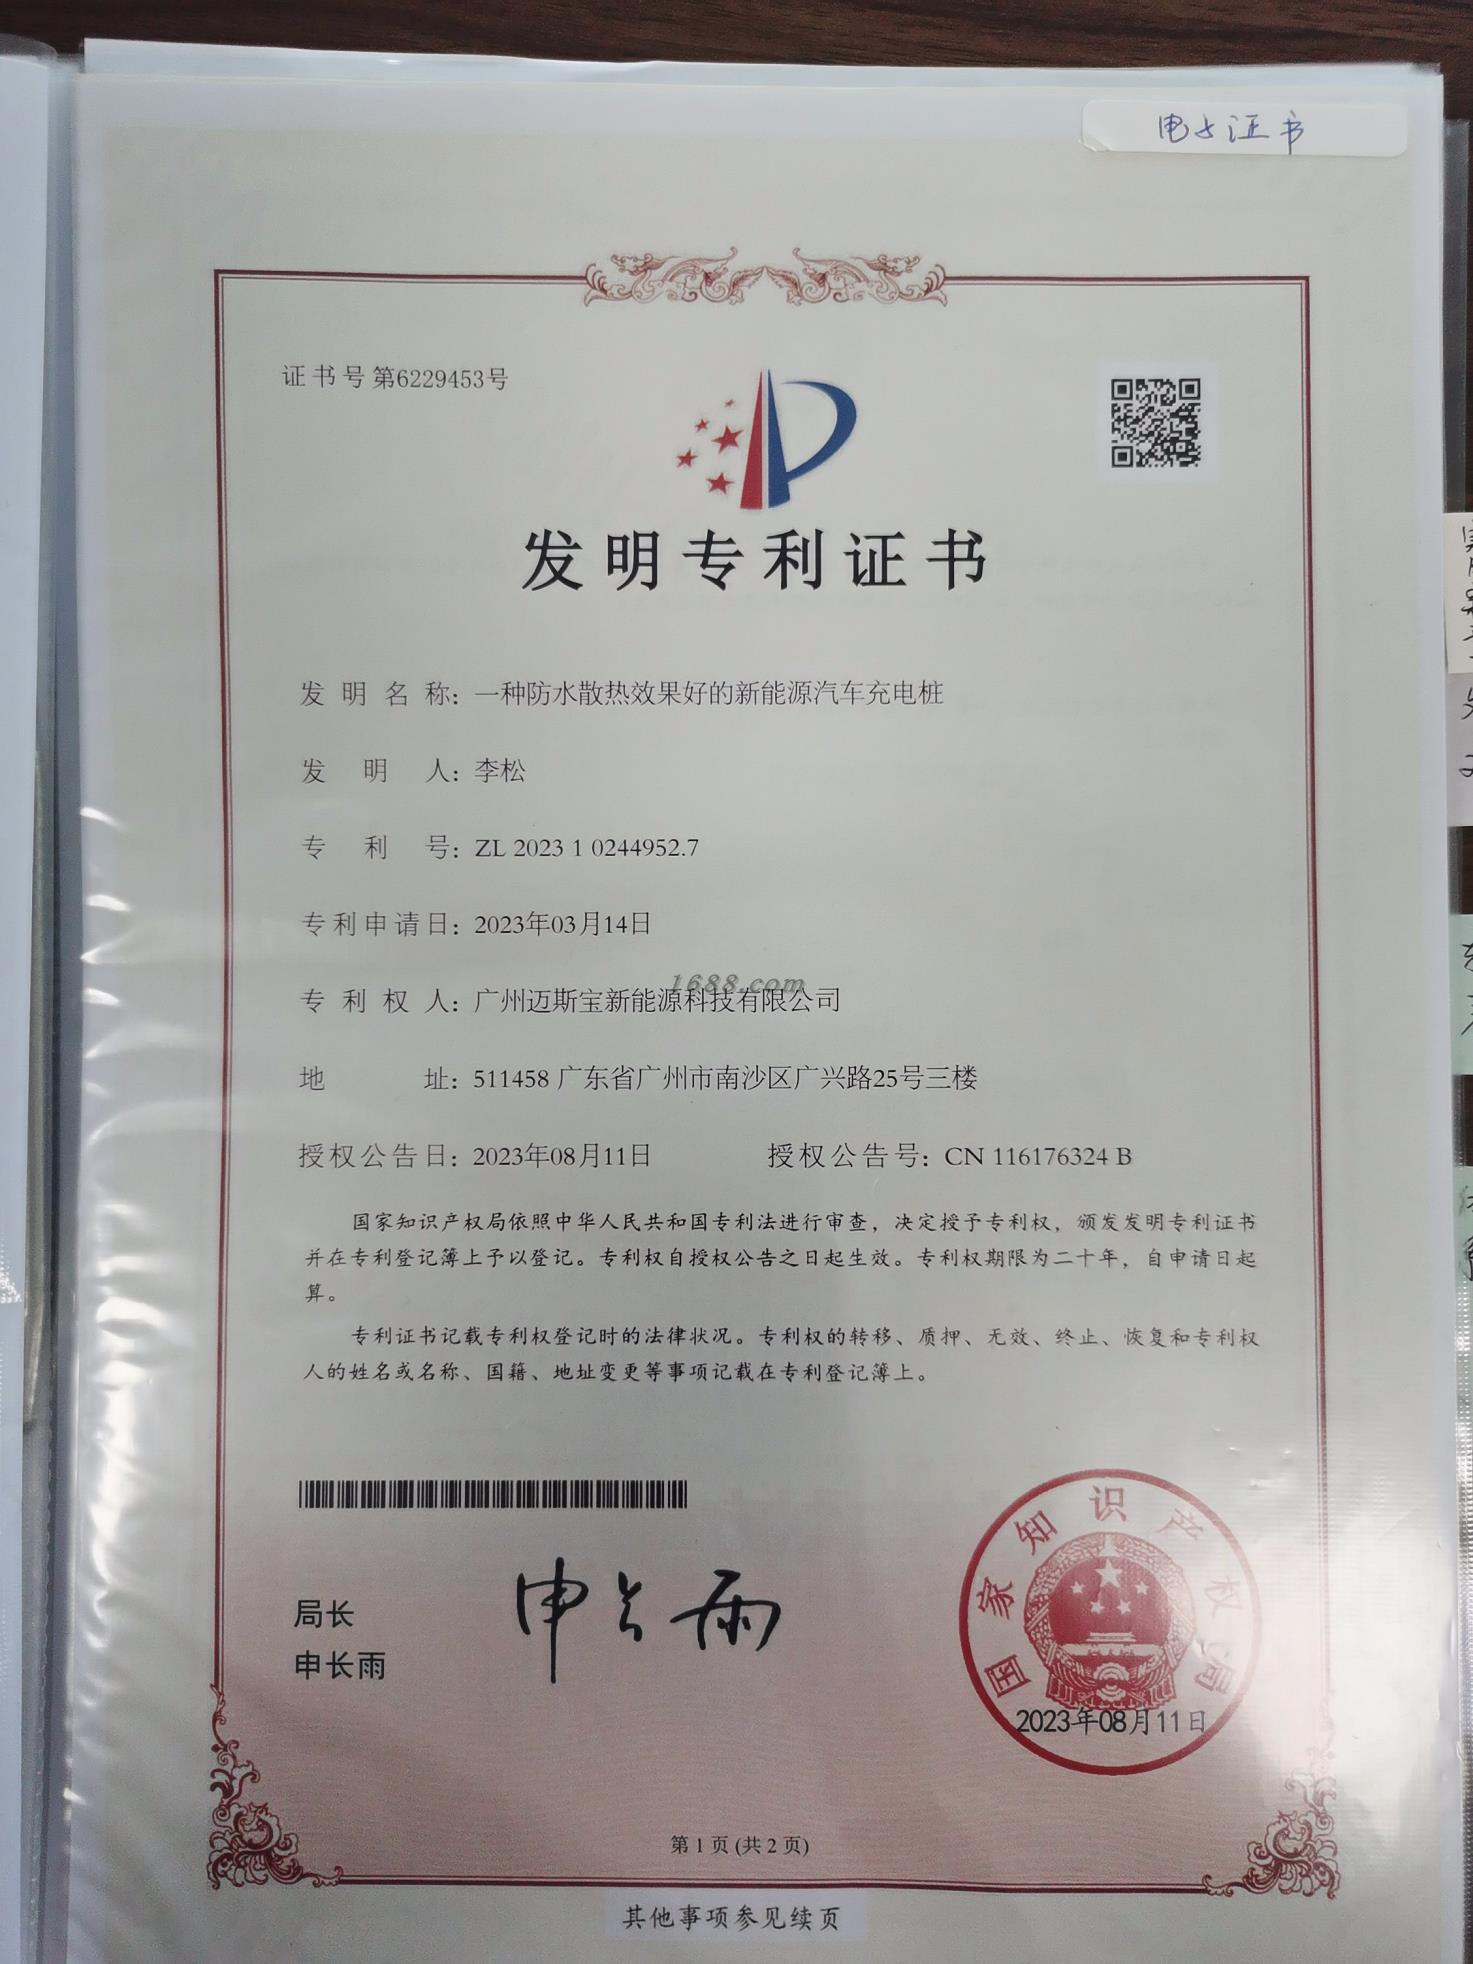 电子证书
证书号第6229453号
发明专利证书
发明名称：一种防水散热效果好的新能源汽车充电桩
发明人：李松
专利号：ZL 2023 1 0244952.7
专利申请日：2023年03月14日
1688.com
专利权人：广州迈斯宝新能源科技有限公司
地址：511458 广东省广州市南沙区广兴路25号三楼
授权公告日：2023年08月11日 授权公告号：CN 116176324 B
国家知识产权局依照中华人民共和国专利法进行审查，决定授予专利权，颁发发明专利证书
并在专利登记簿上予以登记。专利权自授权公告之日起生效。专利权期限为二十年，自申请日起
算。
专利证书记载专利权登记时的法律状况。专利权的转移、质押、无效、终止、恢复和专利权
人的姓名或名称、国籍、地址变更等事项记载在专利登记簿上。
局长
申长雨
申长雨
国家知识产权局
2023年08月11日
第 1 页 (共 2 页)
其他事项参见续页